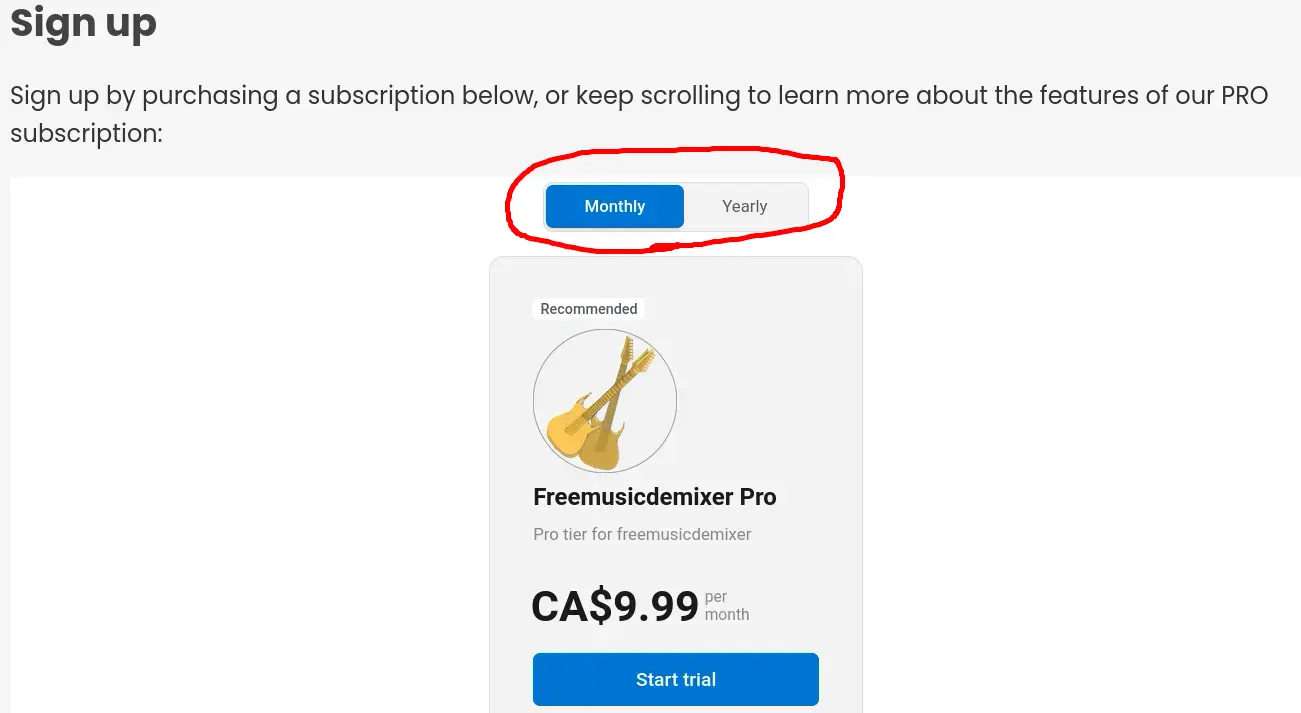 Sign up
Sign up by purchasing a subscription below, or keep scrolling to learn more about the features of our PRO
subscription:
Monthly Yearly
Recommended
Freemusicdemixer Pro
Pro tier for freemusicdemixer
CA$9.99 per
month
Start trial